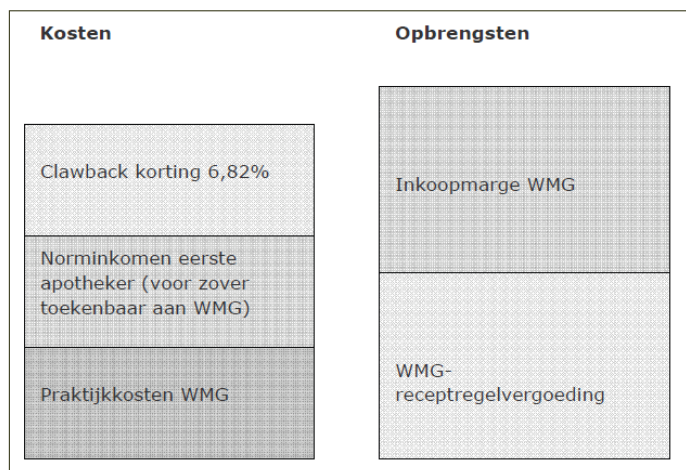 Kosten
Opbrengsten
Clawback korting 6,82%
Norminkomen eerste
apotheker (voor zover
toekenbaar aan WMG)
Praktijkkosten WMG
Inkoopmarge WMG
WMG-
receptregelvergoeding